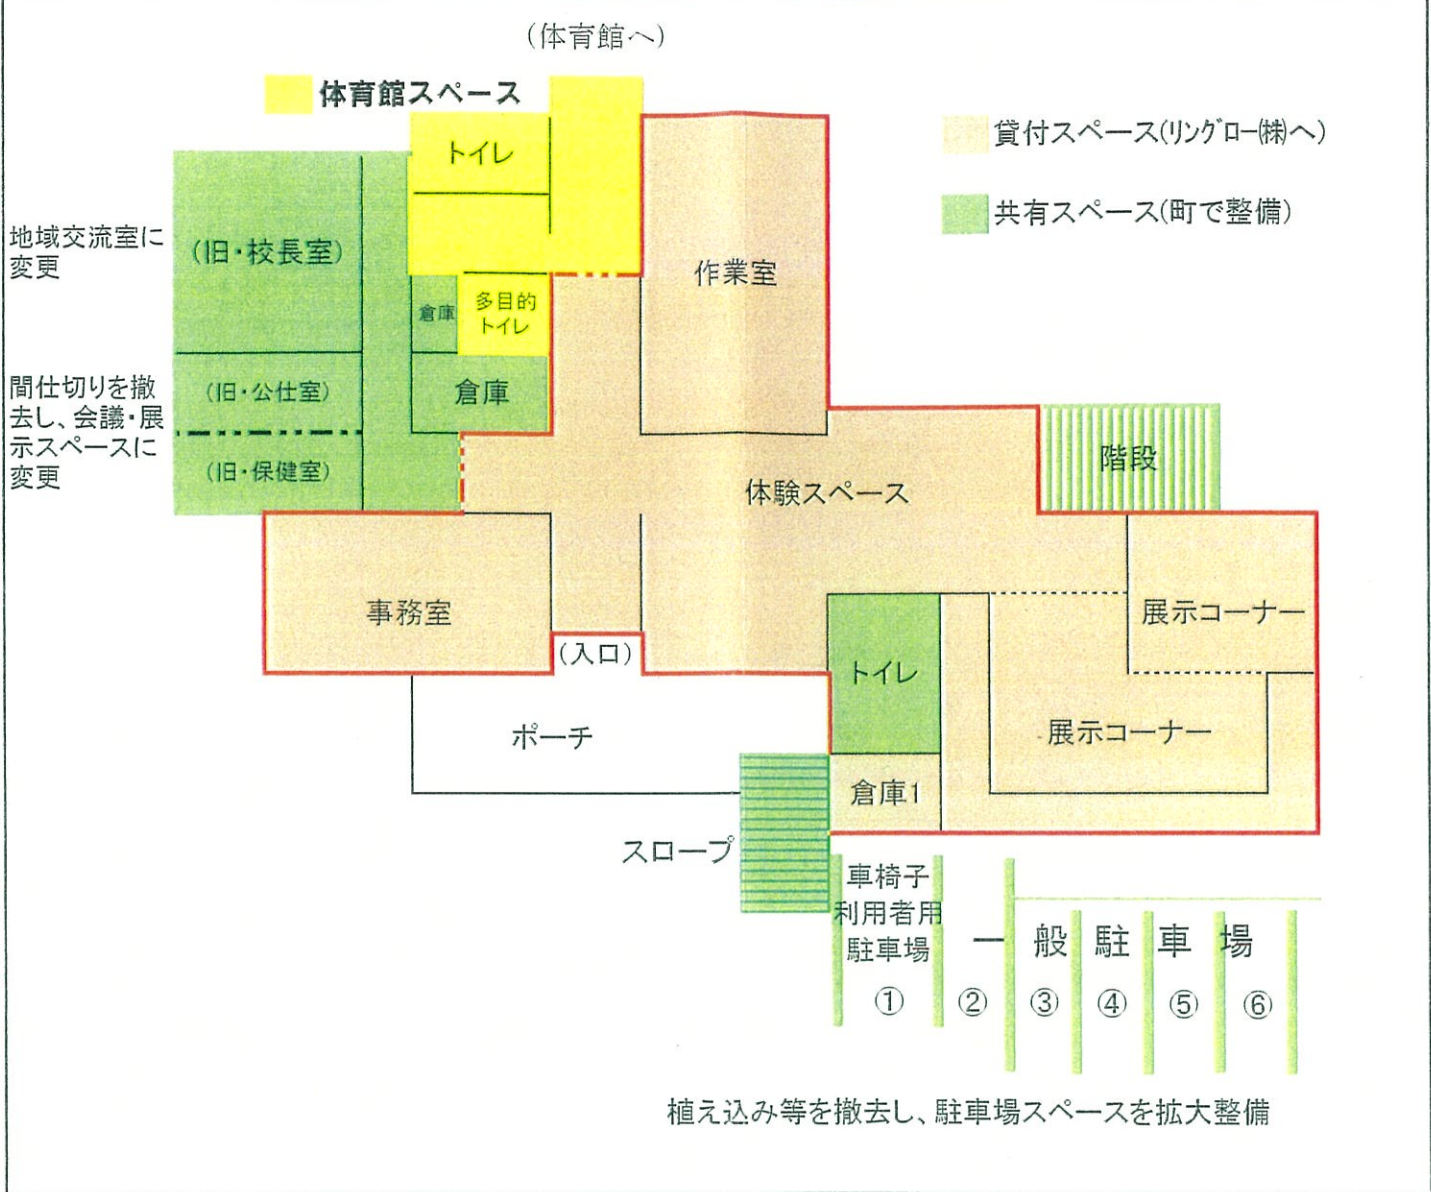 (体育館へ)
体育館スペース
貸付スペース(リングロー㈱へ)
共有スペース(町で整備)
トイレ
地域交流室に
変更
(旧・校長室)
作業室
倉庫
多目的
トイレ
間仕切りを撤
去し、会議・展
示スペースに
変更
(旧・公仕室)
倉庫
(旧・保健室)
階段
体験スペース
事務室
展示コーナー
(入口)
トイレ
ポーチ
展示コーナー
倉庫1
スロープ
車椅子
利用者用
駐車場
一般駐車場
① ② ③ ④ ⑤ ⑥
植え込み等を撤去し、駐車場スペースを拡大整備